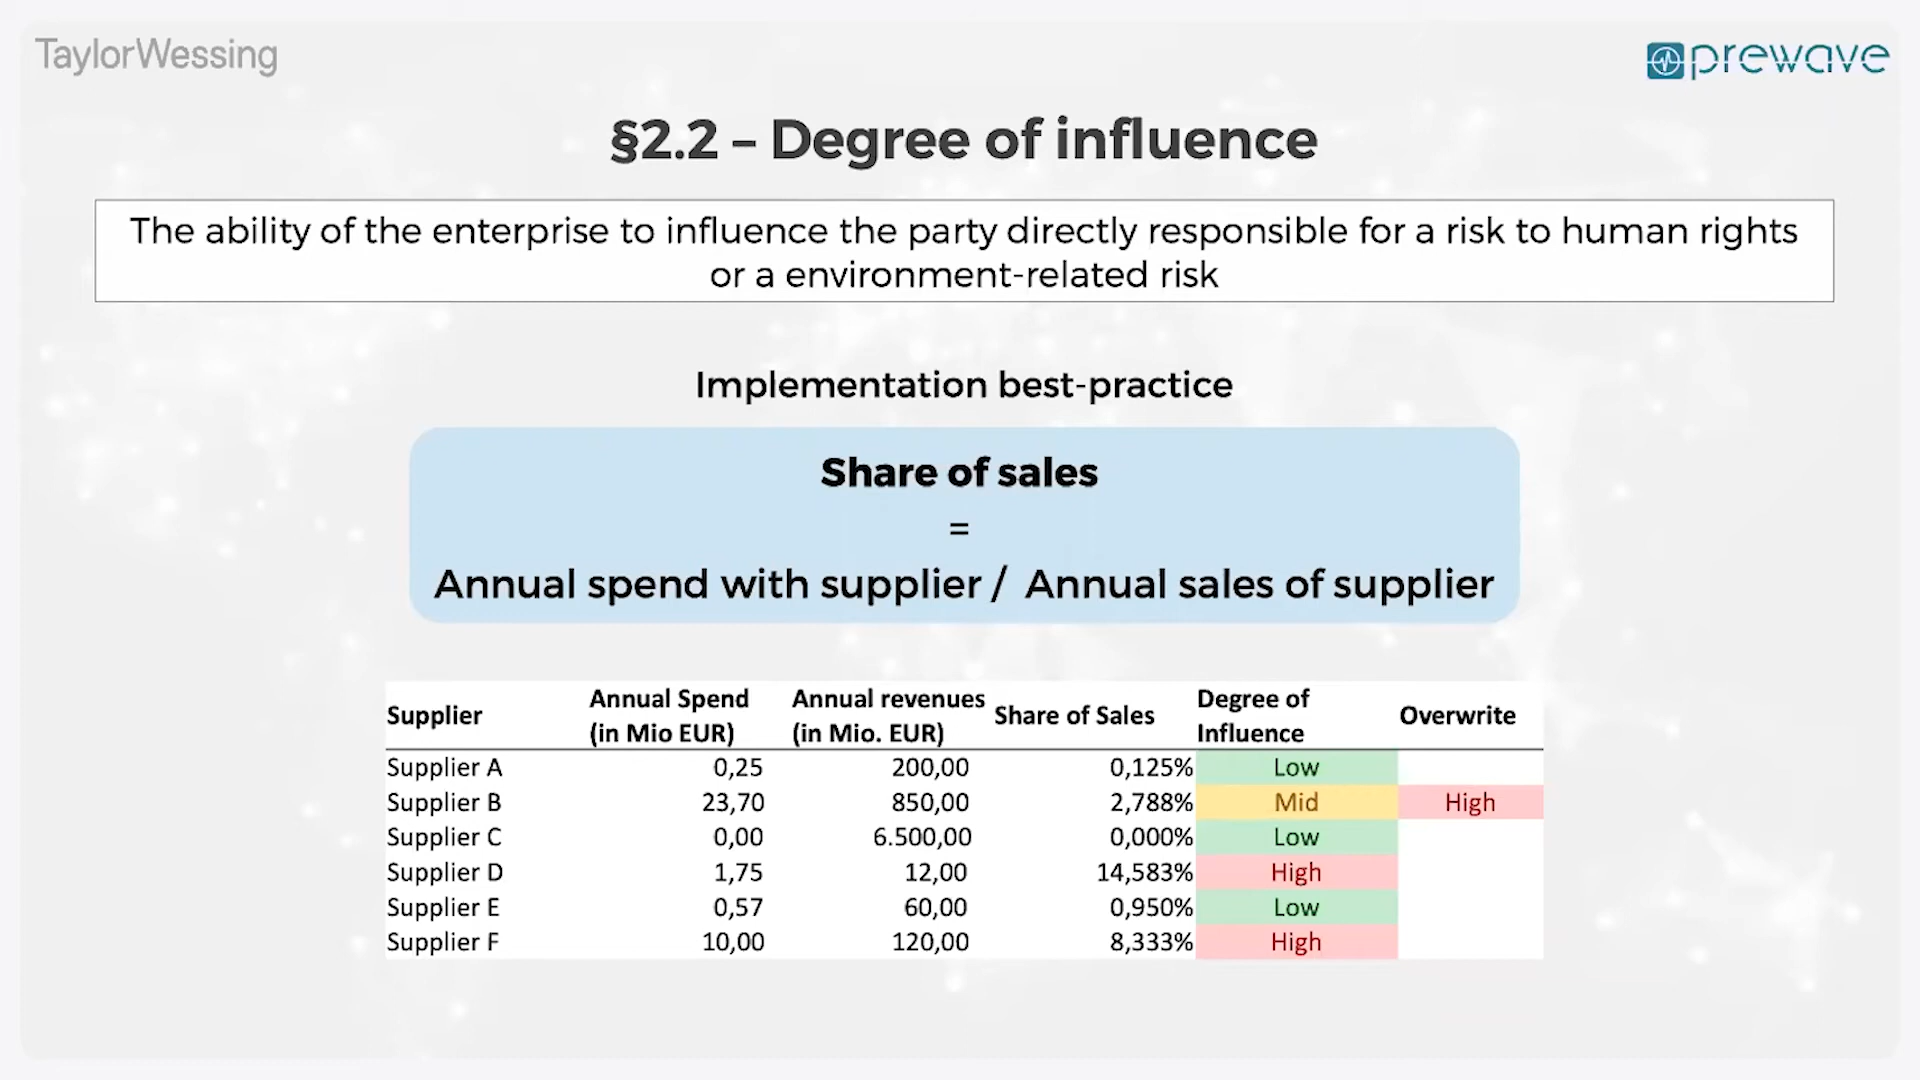 TaylorWessing
prewave
§2.2 – Degree of influence
The ability of the enterprise to influence the party directly responsible for a risk to human rights
or a environment-related risk
Implementation best-practice
Share of sales
=
Annual spend with supplier / Annual sales of supplier
Supplier Annual Spend (in Mio EUR) Annual revenues (in Mio. EUR) Share of Sales Degree of Influence Overwrite
Supplier A 0,25 200,00 0,125% Low
Supplier B 23,70 850,00 2,788% Mid High
Supplier C 0,00 6.500,00 0,000% Low
Supplier D 1,75 12,00 14,583% High
Supplier E 0,57 60,00 0,950% Low
Supplier F 10,00 120,00 8,333% High